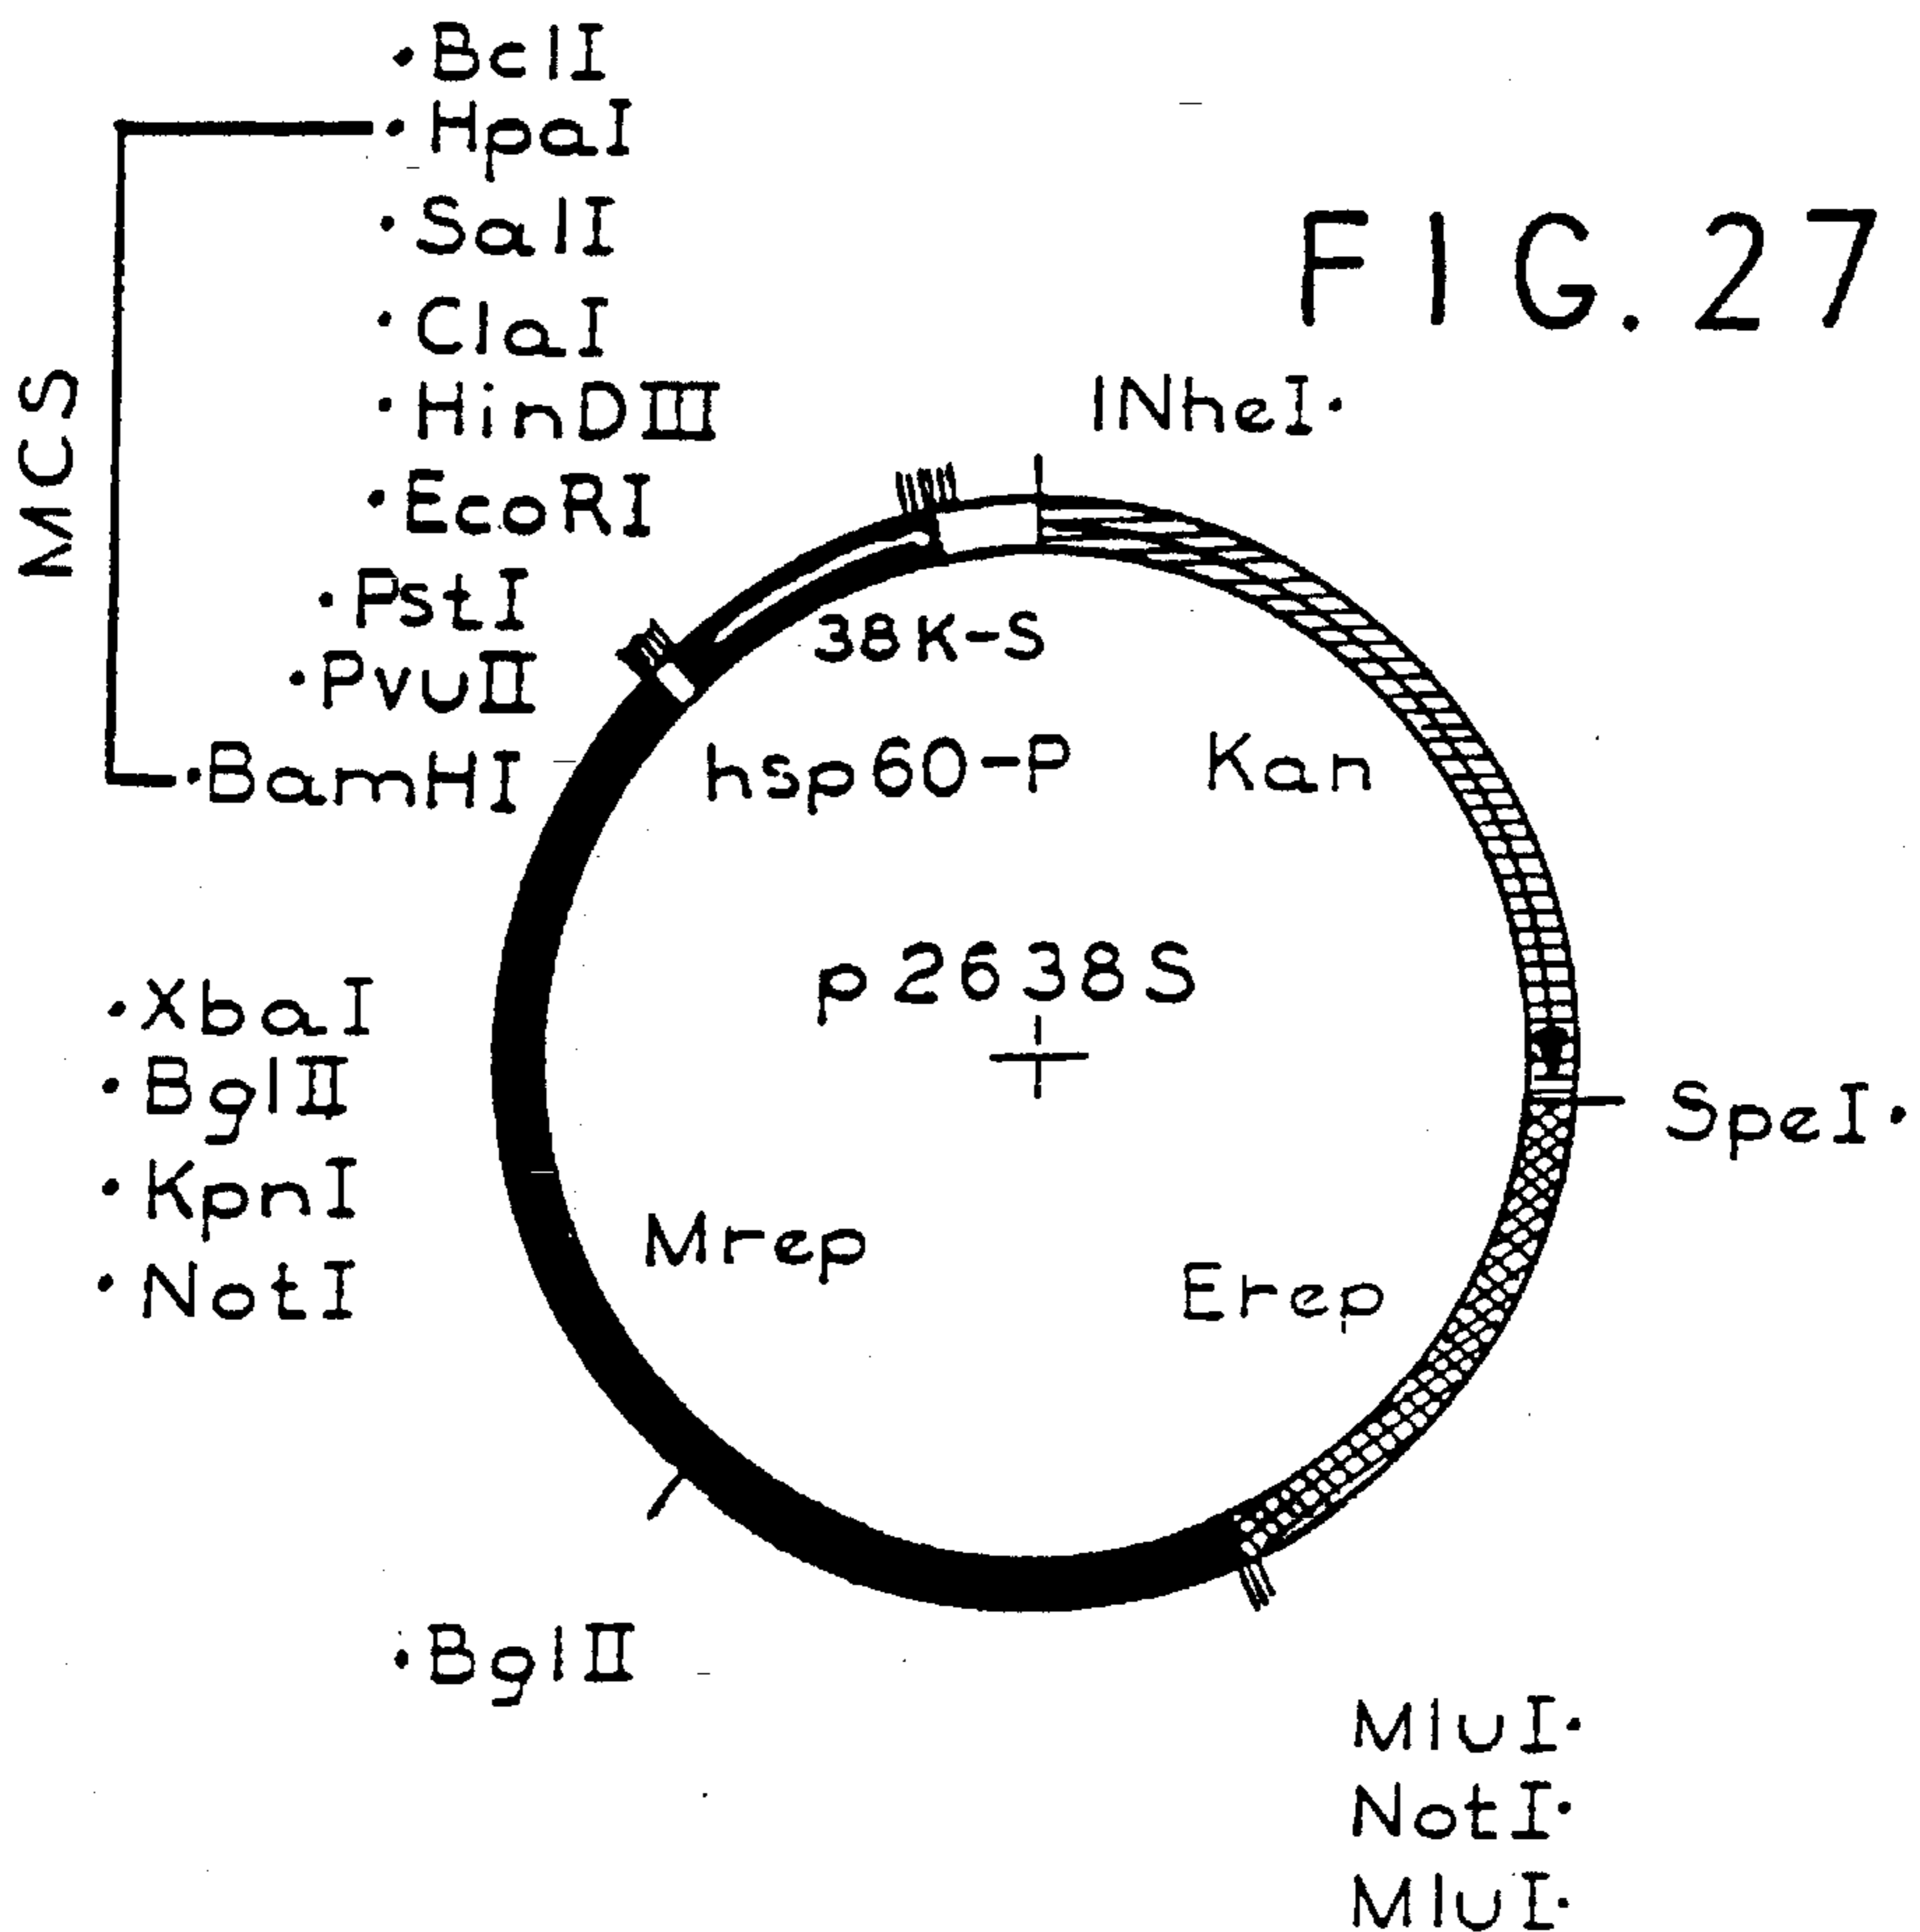 BclI
HpaI
SalI
FIG. 27
ClaI
HinDIII
lNheI
MCS
EcoRI
PstI
38K-S
PvuII
hsp60-P
Kan
BamHI
p2638S
XbaI
BglII
SpeI
KpnI
Mrep
NotI
Erep
BglII
MluI
NotI
MluI